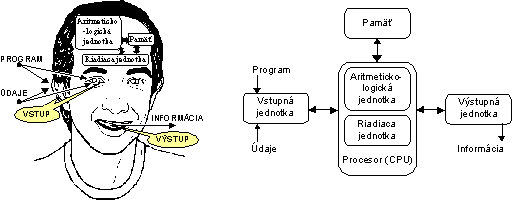 Aritmeticko
-logická
jednotka
Pamäť
Riadiaca jednotka
PROGRAM
ÚDAJE
VSTUP
INFORMÁCIA
VÝSTUP
Pamäť
Program
Vstupná
jednotka
Údaje
Aritmeticko-
logická
jednotka
Riadiaca
jednotka
Procesor (CPU)
Výstupná
jednotka
Informácia